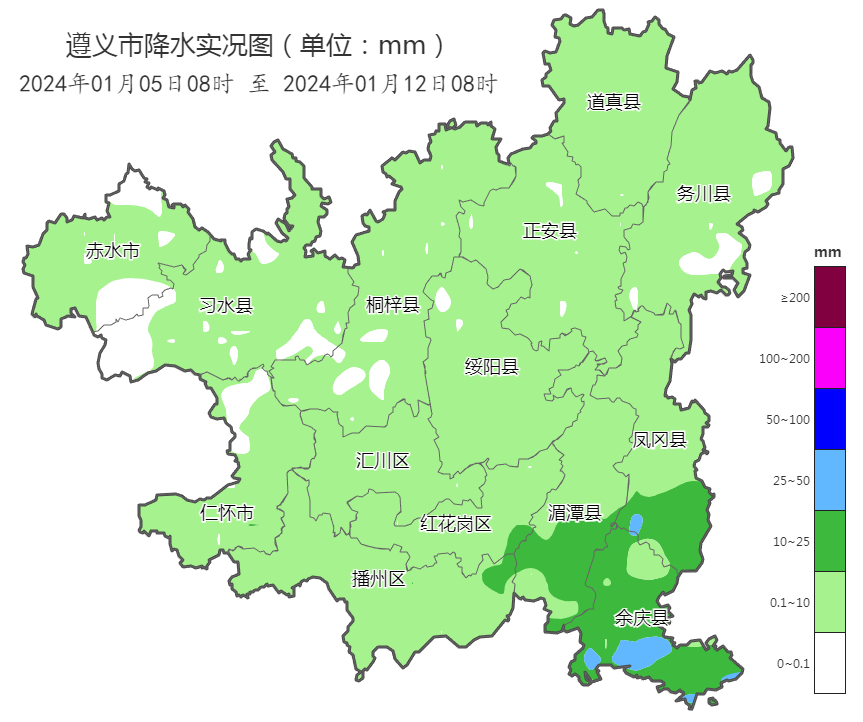 遵义市降水实况图（单位：mm）
2024年01月05日08时 至 2024年01月12日08时
道真县
务川县
正安县
赤水市
习水县
桐梓县
绥阳县
凤冈县
汇川区
仁怀市
红花岗区
湄潭县
播州区
余庆县
mm
≥200
100~200
50~100
25~50
10~25
0.1~10
0~0.1